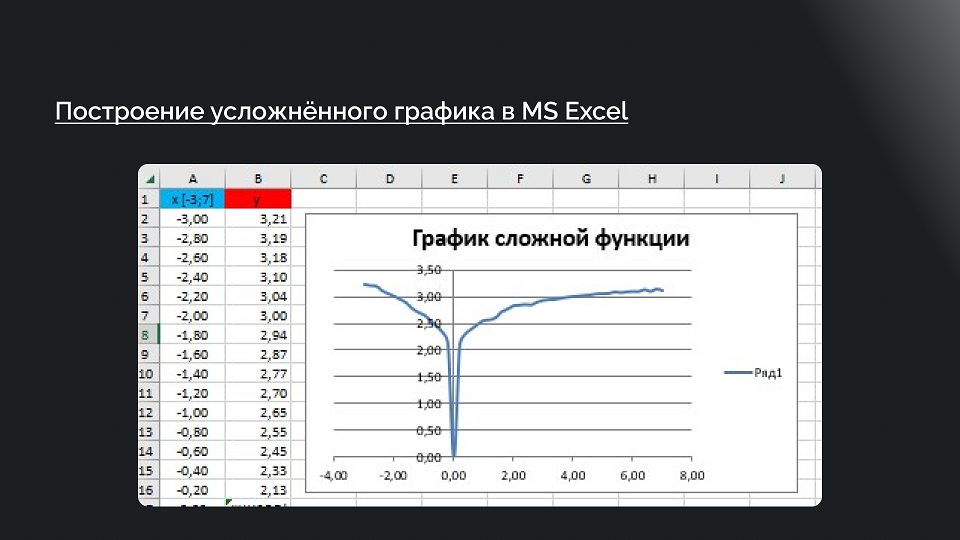 Построение усложнённого графика в MS Excel
A B C D E F G H I J
1 x [-3;7] y
2 -3,00 3,21
3 -2,80 3,19
4 -2,60 3,18
5 -2,40 3,10
6 -2,20 3,04
7 -2,00 3,00
8 -1,80 2,94
9 -1,60 2,87
10 -1,40 2,77
11 -1,20 2,70
12 -1,00 2,65
13 -0,80 2,55
14 -0,60 2,45
15 -0,40 2,33
16 -0,20 2,13
График сложной функции
3,50
3,00
2,50
2,00
1,50
1,00
0,50
0,00
-4,00 -2,00 0,00 2,00 4,00 6,00 8,00
Ряд1